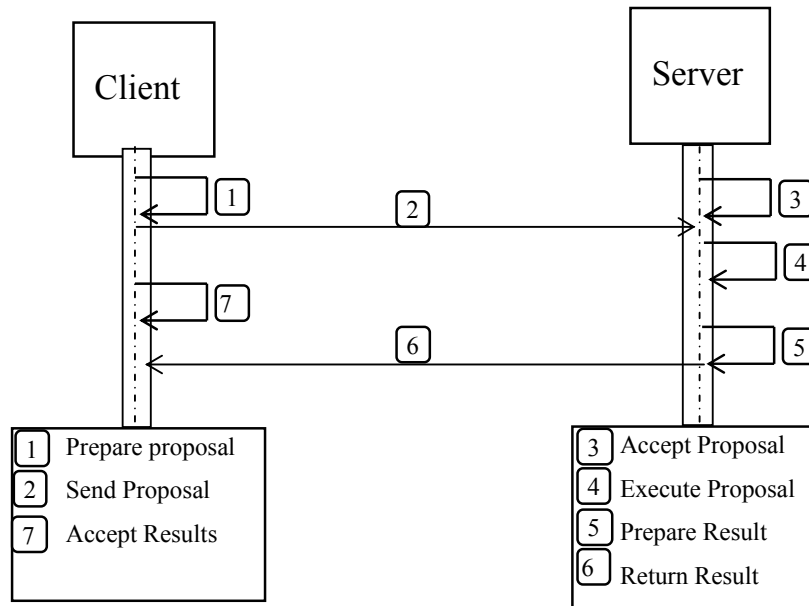 Client
Server
1
2
3
4
7
6
5
1 Prepare proposal
2 Send Proposal
7 Accept Results
3 Accept Proposal
4 Execute Proposal
5 Prepare Result
6 Return Result